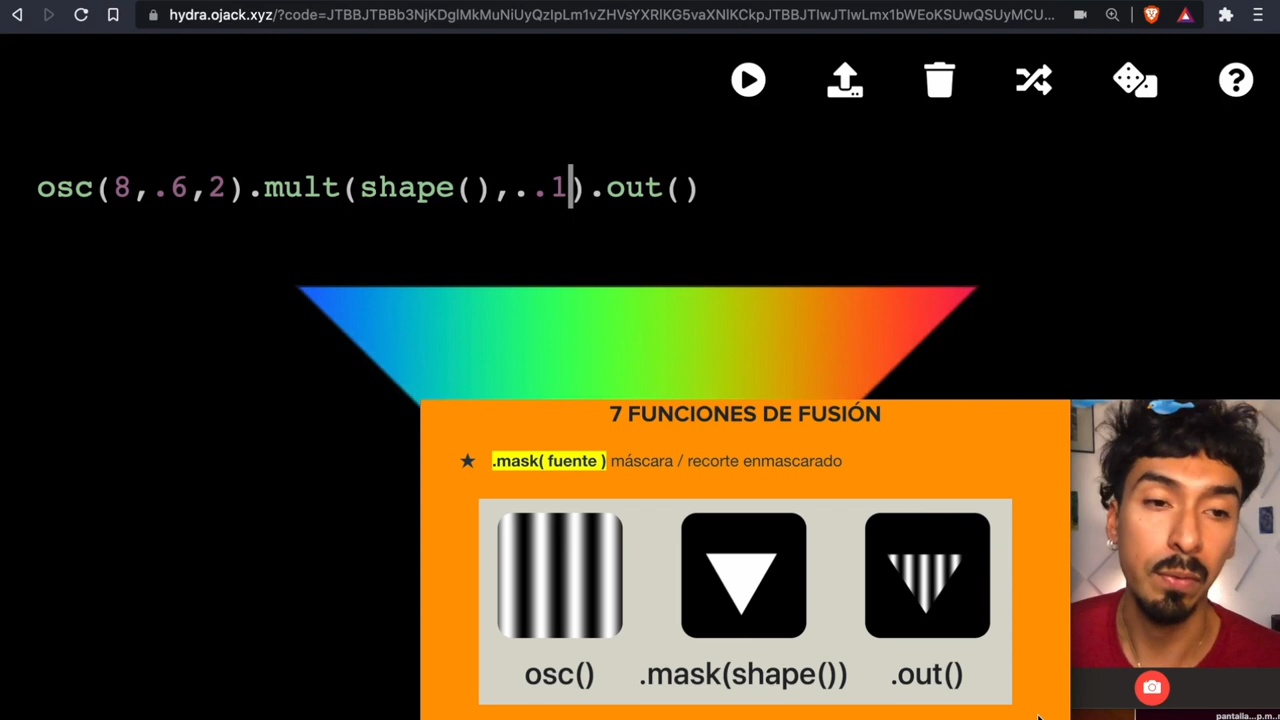 hydra.ojack.xyz/?code=JTBBJTBBb3NjKDglMkMuNiUyQzIpLm1vZHVsYXRlKG5vaXNlKCkpJTBBJTIwJTIwLmx1bWEoKSUwQSUyMCU...
osc(8,.6,2).mult(shape(),..1).out()
7 FUNCIONES DE FUSIÓN
★ .mask( fuente ) máscara / recorte enmascarado
osc() .mask(shape()) .out()
pantalla...p.m..